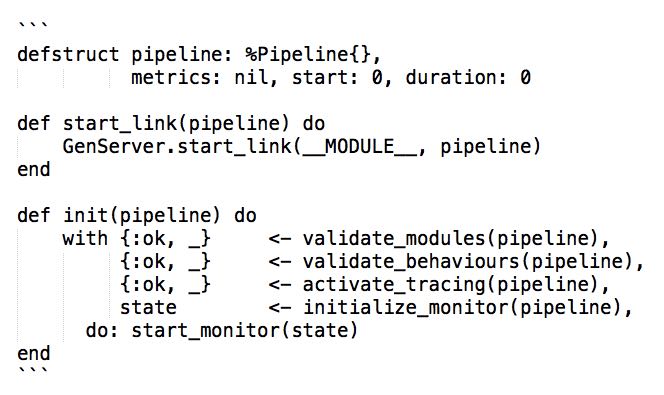 ```
defstruct pipeline: %Pipeline{},
          metrics: nil, start: 0, duration: 0

def start_link(pipeline) do
    GenServer.start_link(__MODULE__, pipeline)
end

def init(pipeline) do
    with {:ok, _}     <- validate_modules(pipeline),
         {:ok, _}     <- validate_behaviours(pipeline),
         {:ok, _}     <- activate_tracing(pipeline),
         state        <- initialize_monitor(pipeline),
      do: start_monitor(state)
end
```